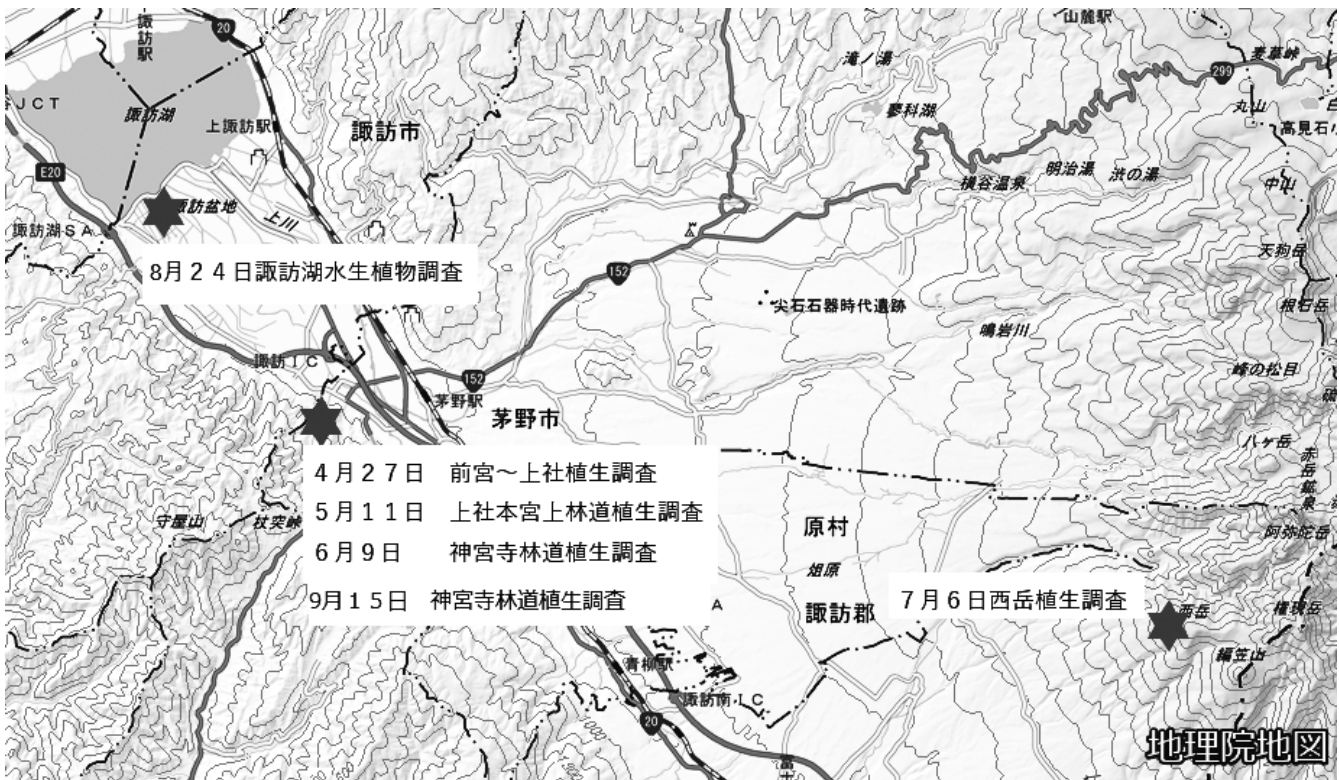 諏訪駅
20
山麓駅
滝ノ湯
299
麦草峠
JCT
諏訪湖
上諏訪駅
諏訪市
蓼科湖
丸山
高見石
E20
横谷温泉
明治湯
渋の湯
中山
諏訪盆地
上川
諏訪湖SA
天狗岳
8月24日諏訪湖水生植物調査
152
尖石石器時代遺跡
根石岳
鳴岩川
諏訪IC
峰の松目
152
茅野駅
茅野市
八ヶ岳
赤岳鉱泉
4月27日 前宮～上社植生調査
5月11日 上社本宮上林道植生調査
守屋山
杖突峠
原村
阿弥陀岳
6月9日 神宮寺林道植生調査
俎原
9月15日 神宮寺林道植生調査
諏訪郡
7月6日西岳植生調査
西岳
権現岳
編笠山
青柳駅
諏訪南IC
20
地理院地図